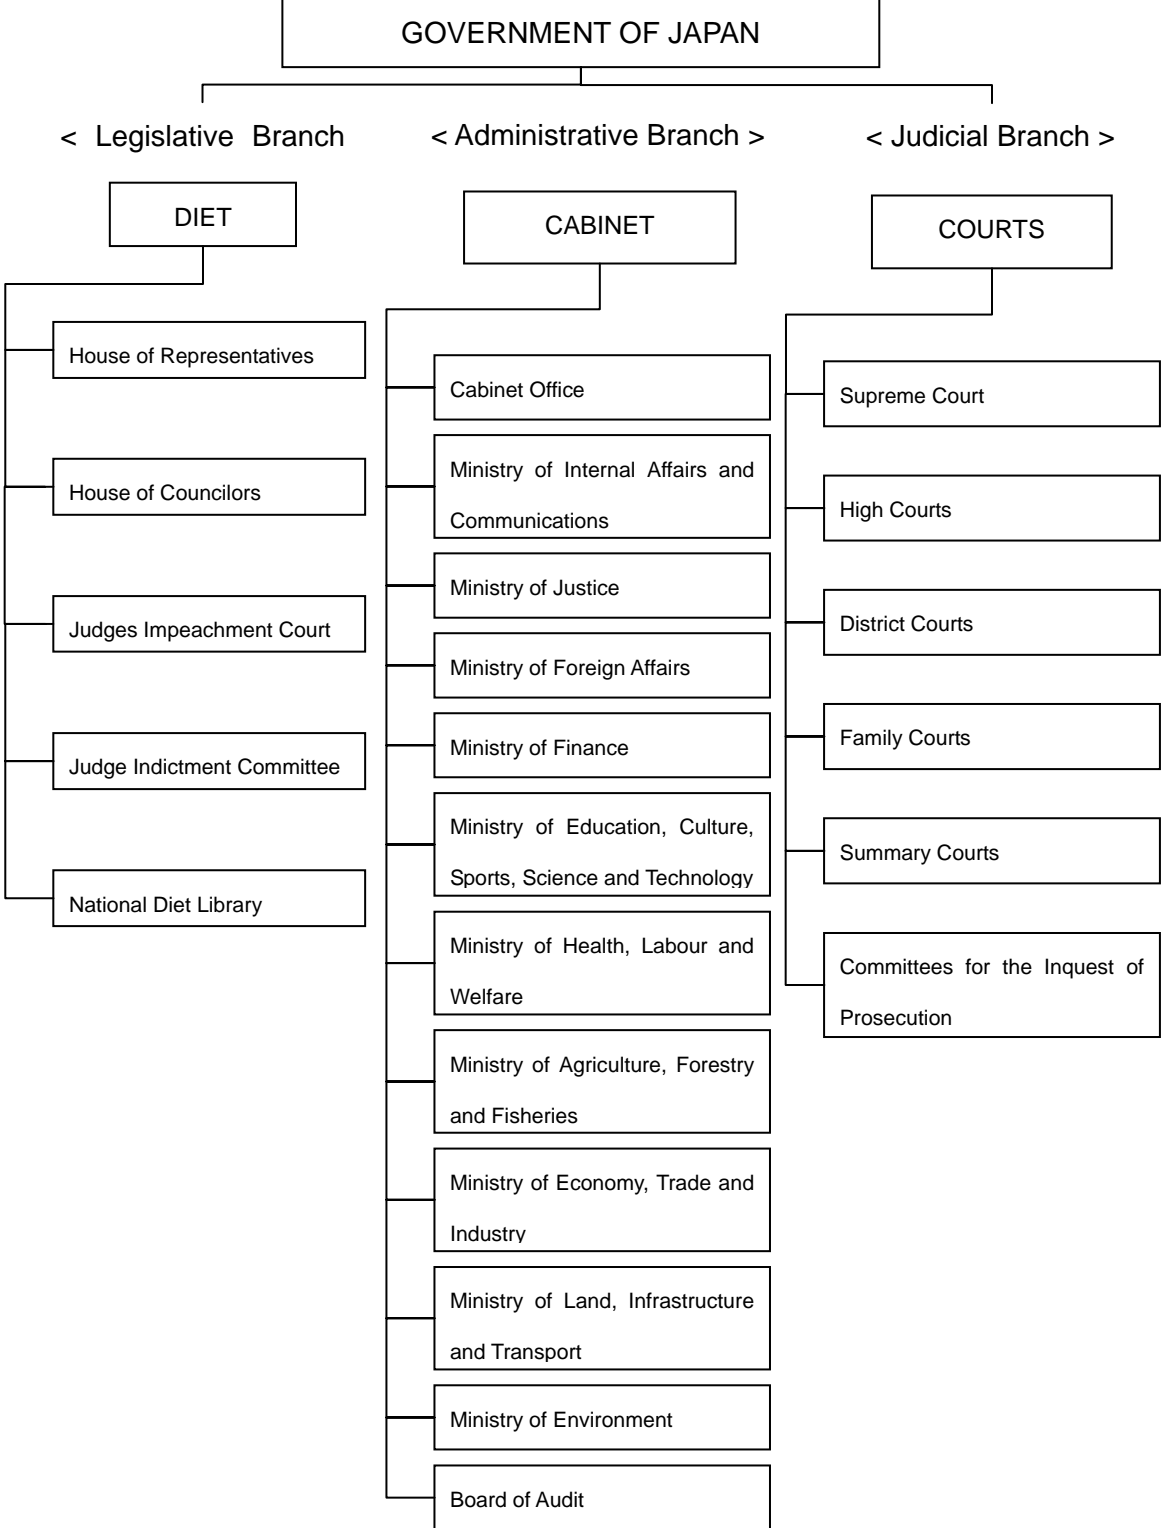 GOVERNMENT OF JAPAN
< Legislative Branch
< Administrative Branch >
< Judicial Branch >
DIET
CABINET
COURTS
House of Representatives
House of Councilors
Judges Impeachment Court
Judge Indictment Committee
National Diet Library
Cabinet Office
Ministry of Internal Affairs and
Communications
Ministry of Justice
Ministry of Foreign Affairs
Ministry of Finance
Ministry of Education, Culture,
Sports, Science and Technology
Ministry of Health, Labour and
Welfare
Ministry of Agriculture, Forestry
and Fisheries
Ministry of Economy, Trade and
Industry
Ministry of Land, Infrastructure
and Transport
Ministry of Environment
Board of Audit
Supreme Court
High Courts
District Courts
Family Courts
Summary Courts
Committees for the Inquest of
Prosecution